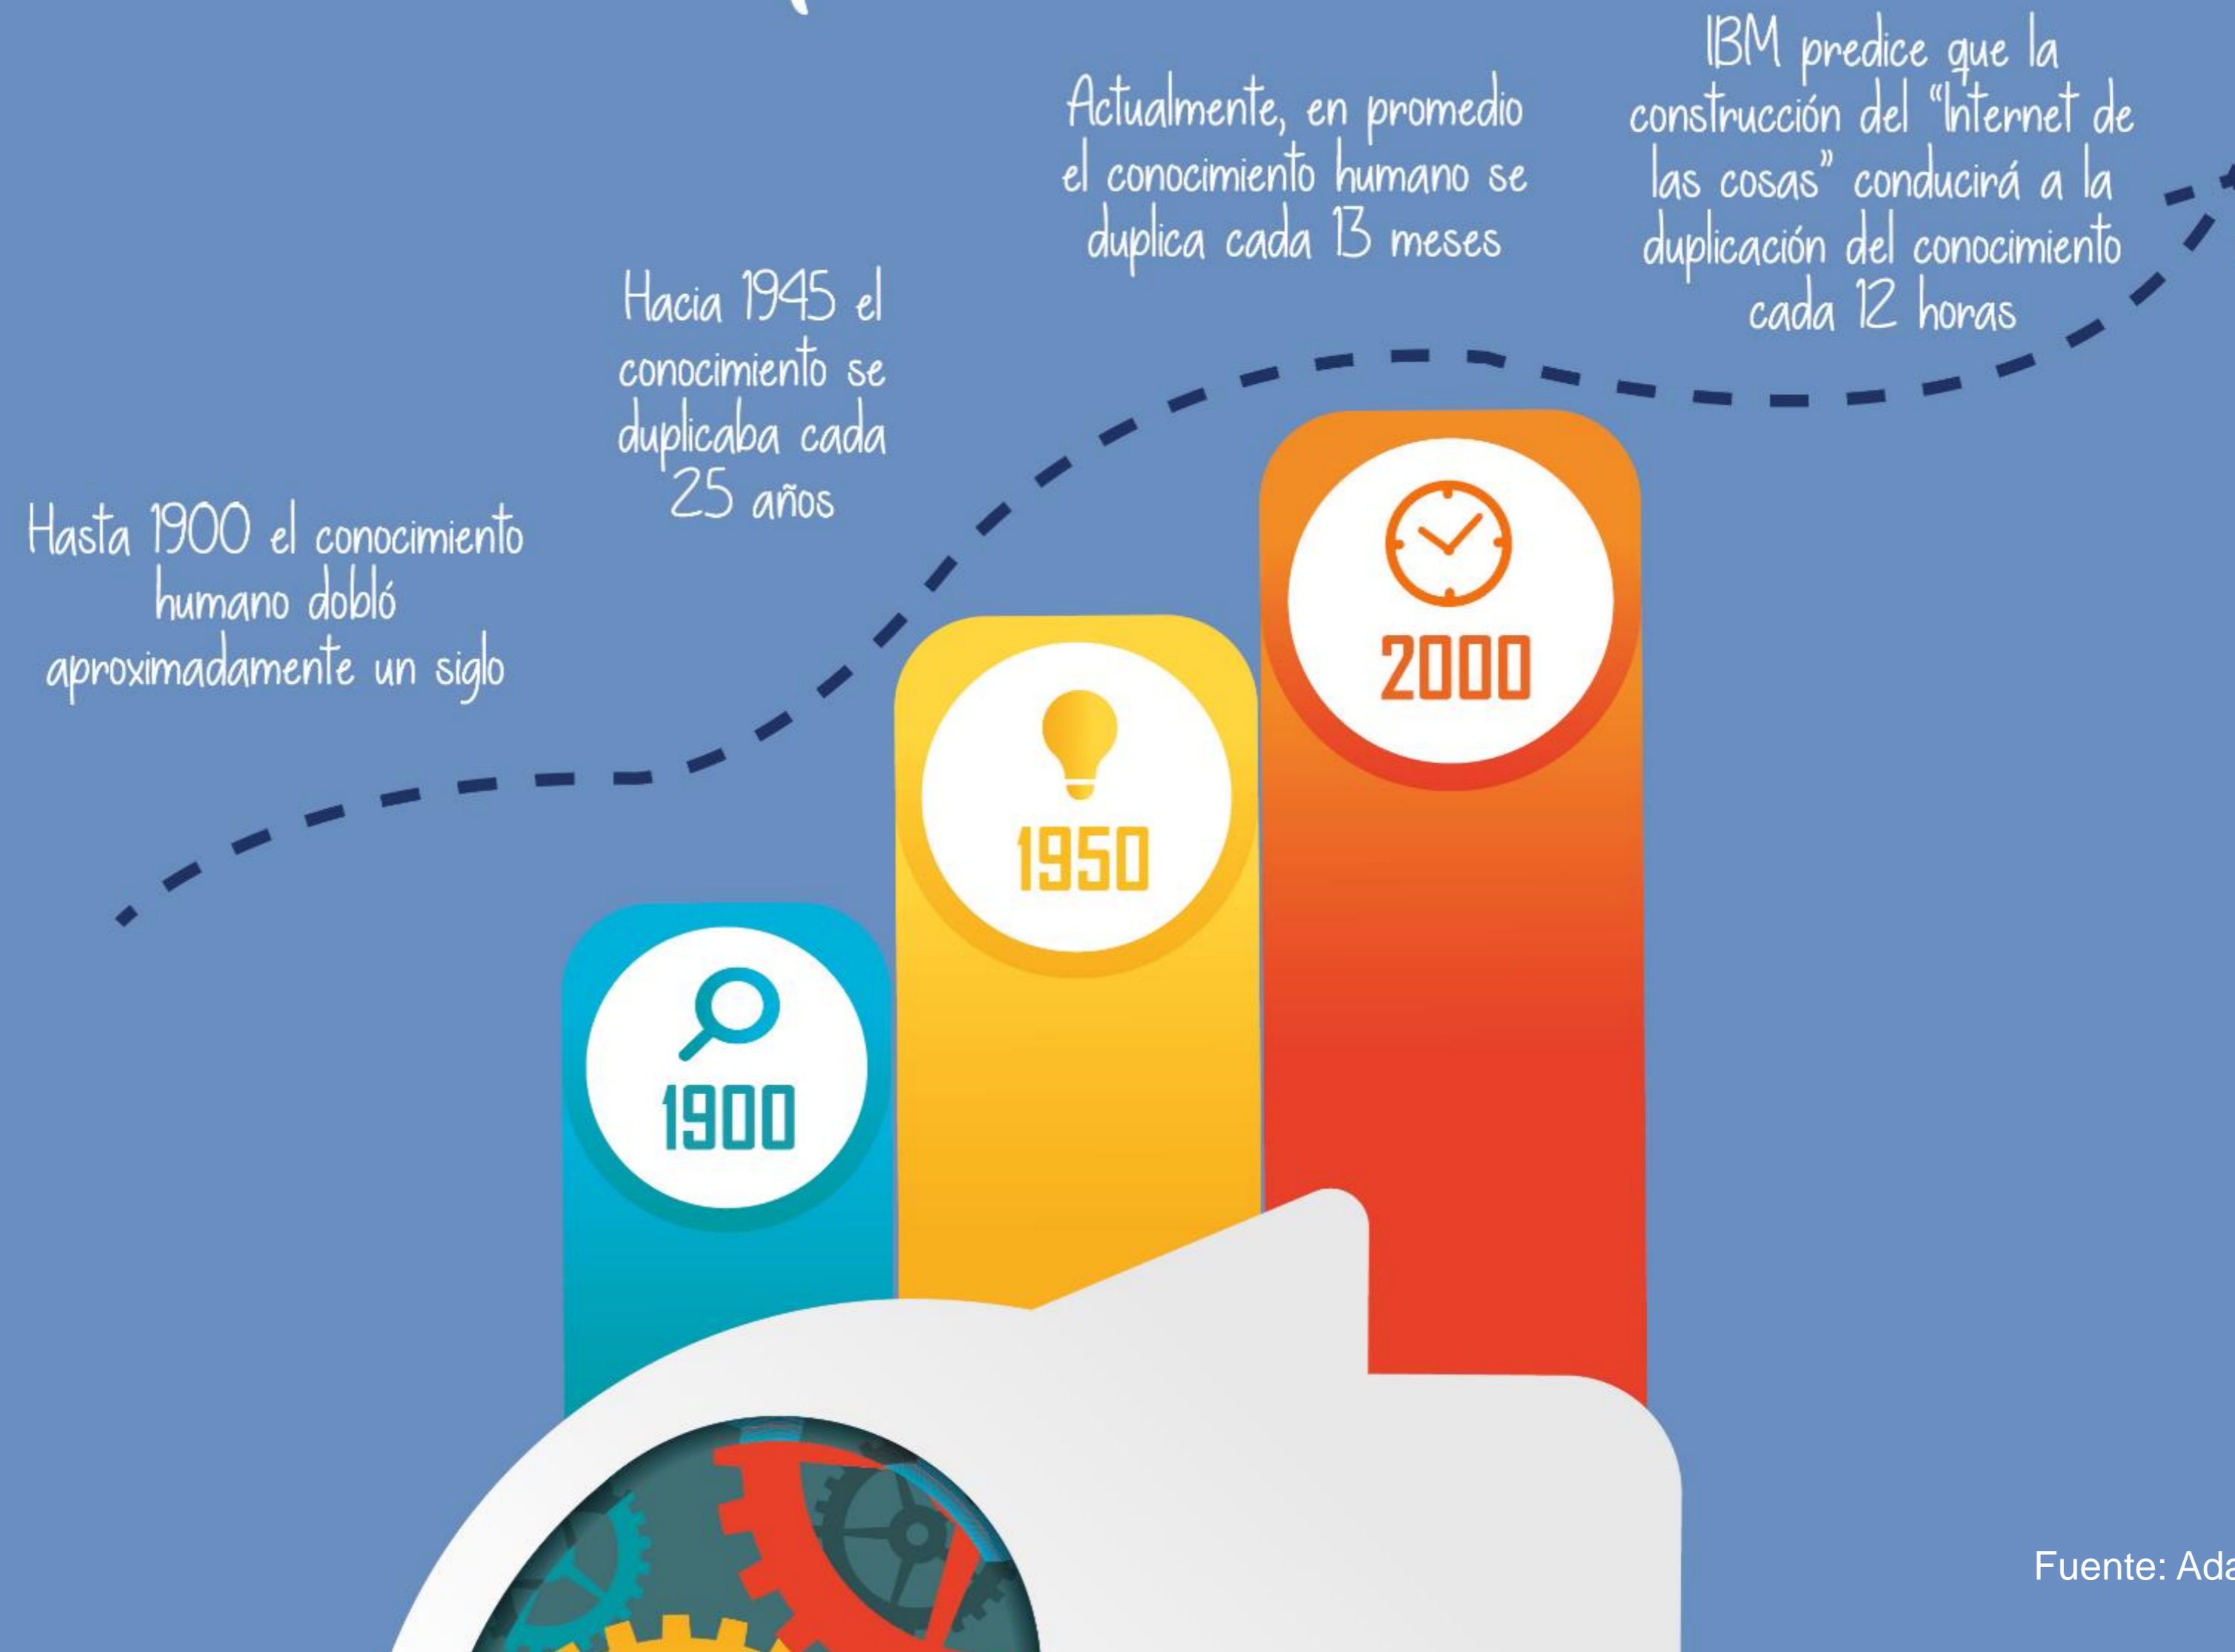 Hasta 1900 el conocimiento
humano dobló
aproximadamente un siglo
Hacia 1945 el
conocimiento se
duplicaba cada
25 años
Actualmente, en promedio
el conocimiento humano se
duplica cada 13 meses
IBM predice que la
construcción del “Internet de
las cosas” conducirá a la
duplicación del conocimiento
cada 12 horas
1900
1950
2000
Fuente: